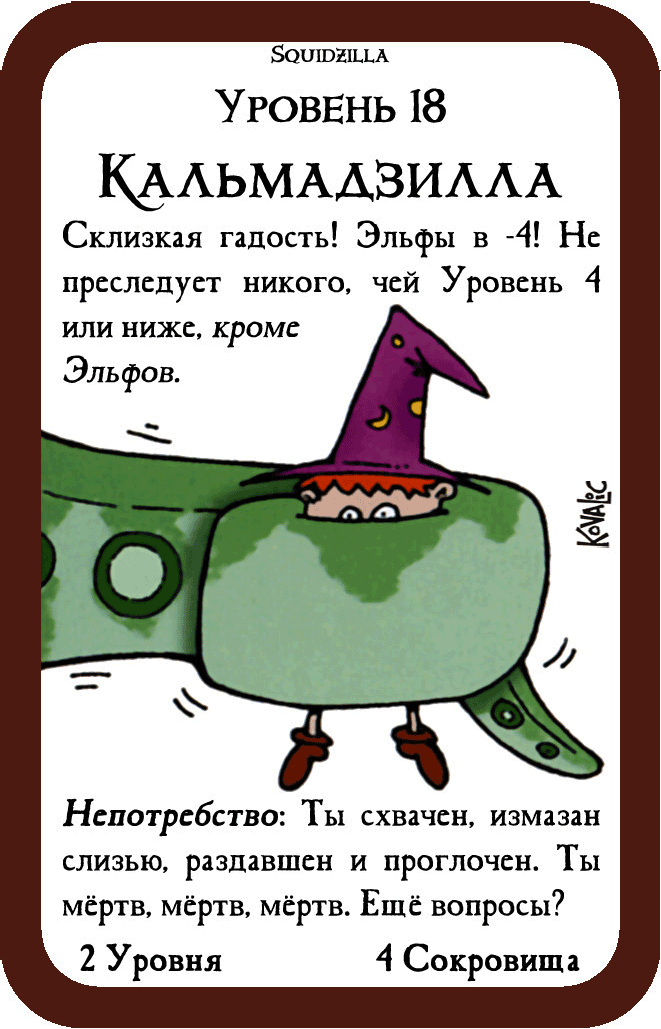 Squidzilla
Уровень 18
Кальмадзилла
Склизкая гадость! Эльфы в -4! Не
преследует никого, чей Уровень 4
или ниже, кроме
Эльфов.
Kovalic
Непотребство: Ты схвачен, измазан
слизью, раздавшен и проглочен. Ты
мёртв, мёртв, мёртв. Ещё вопросы?
2 Уровня 4 Сокровища